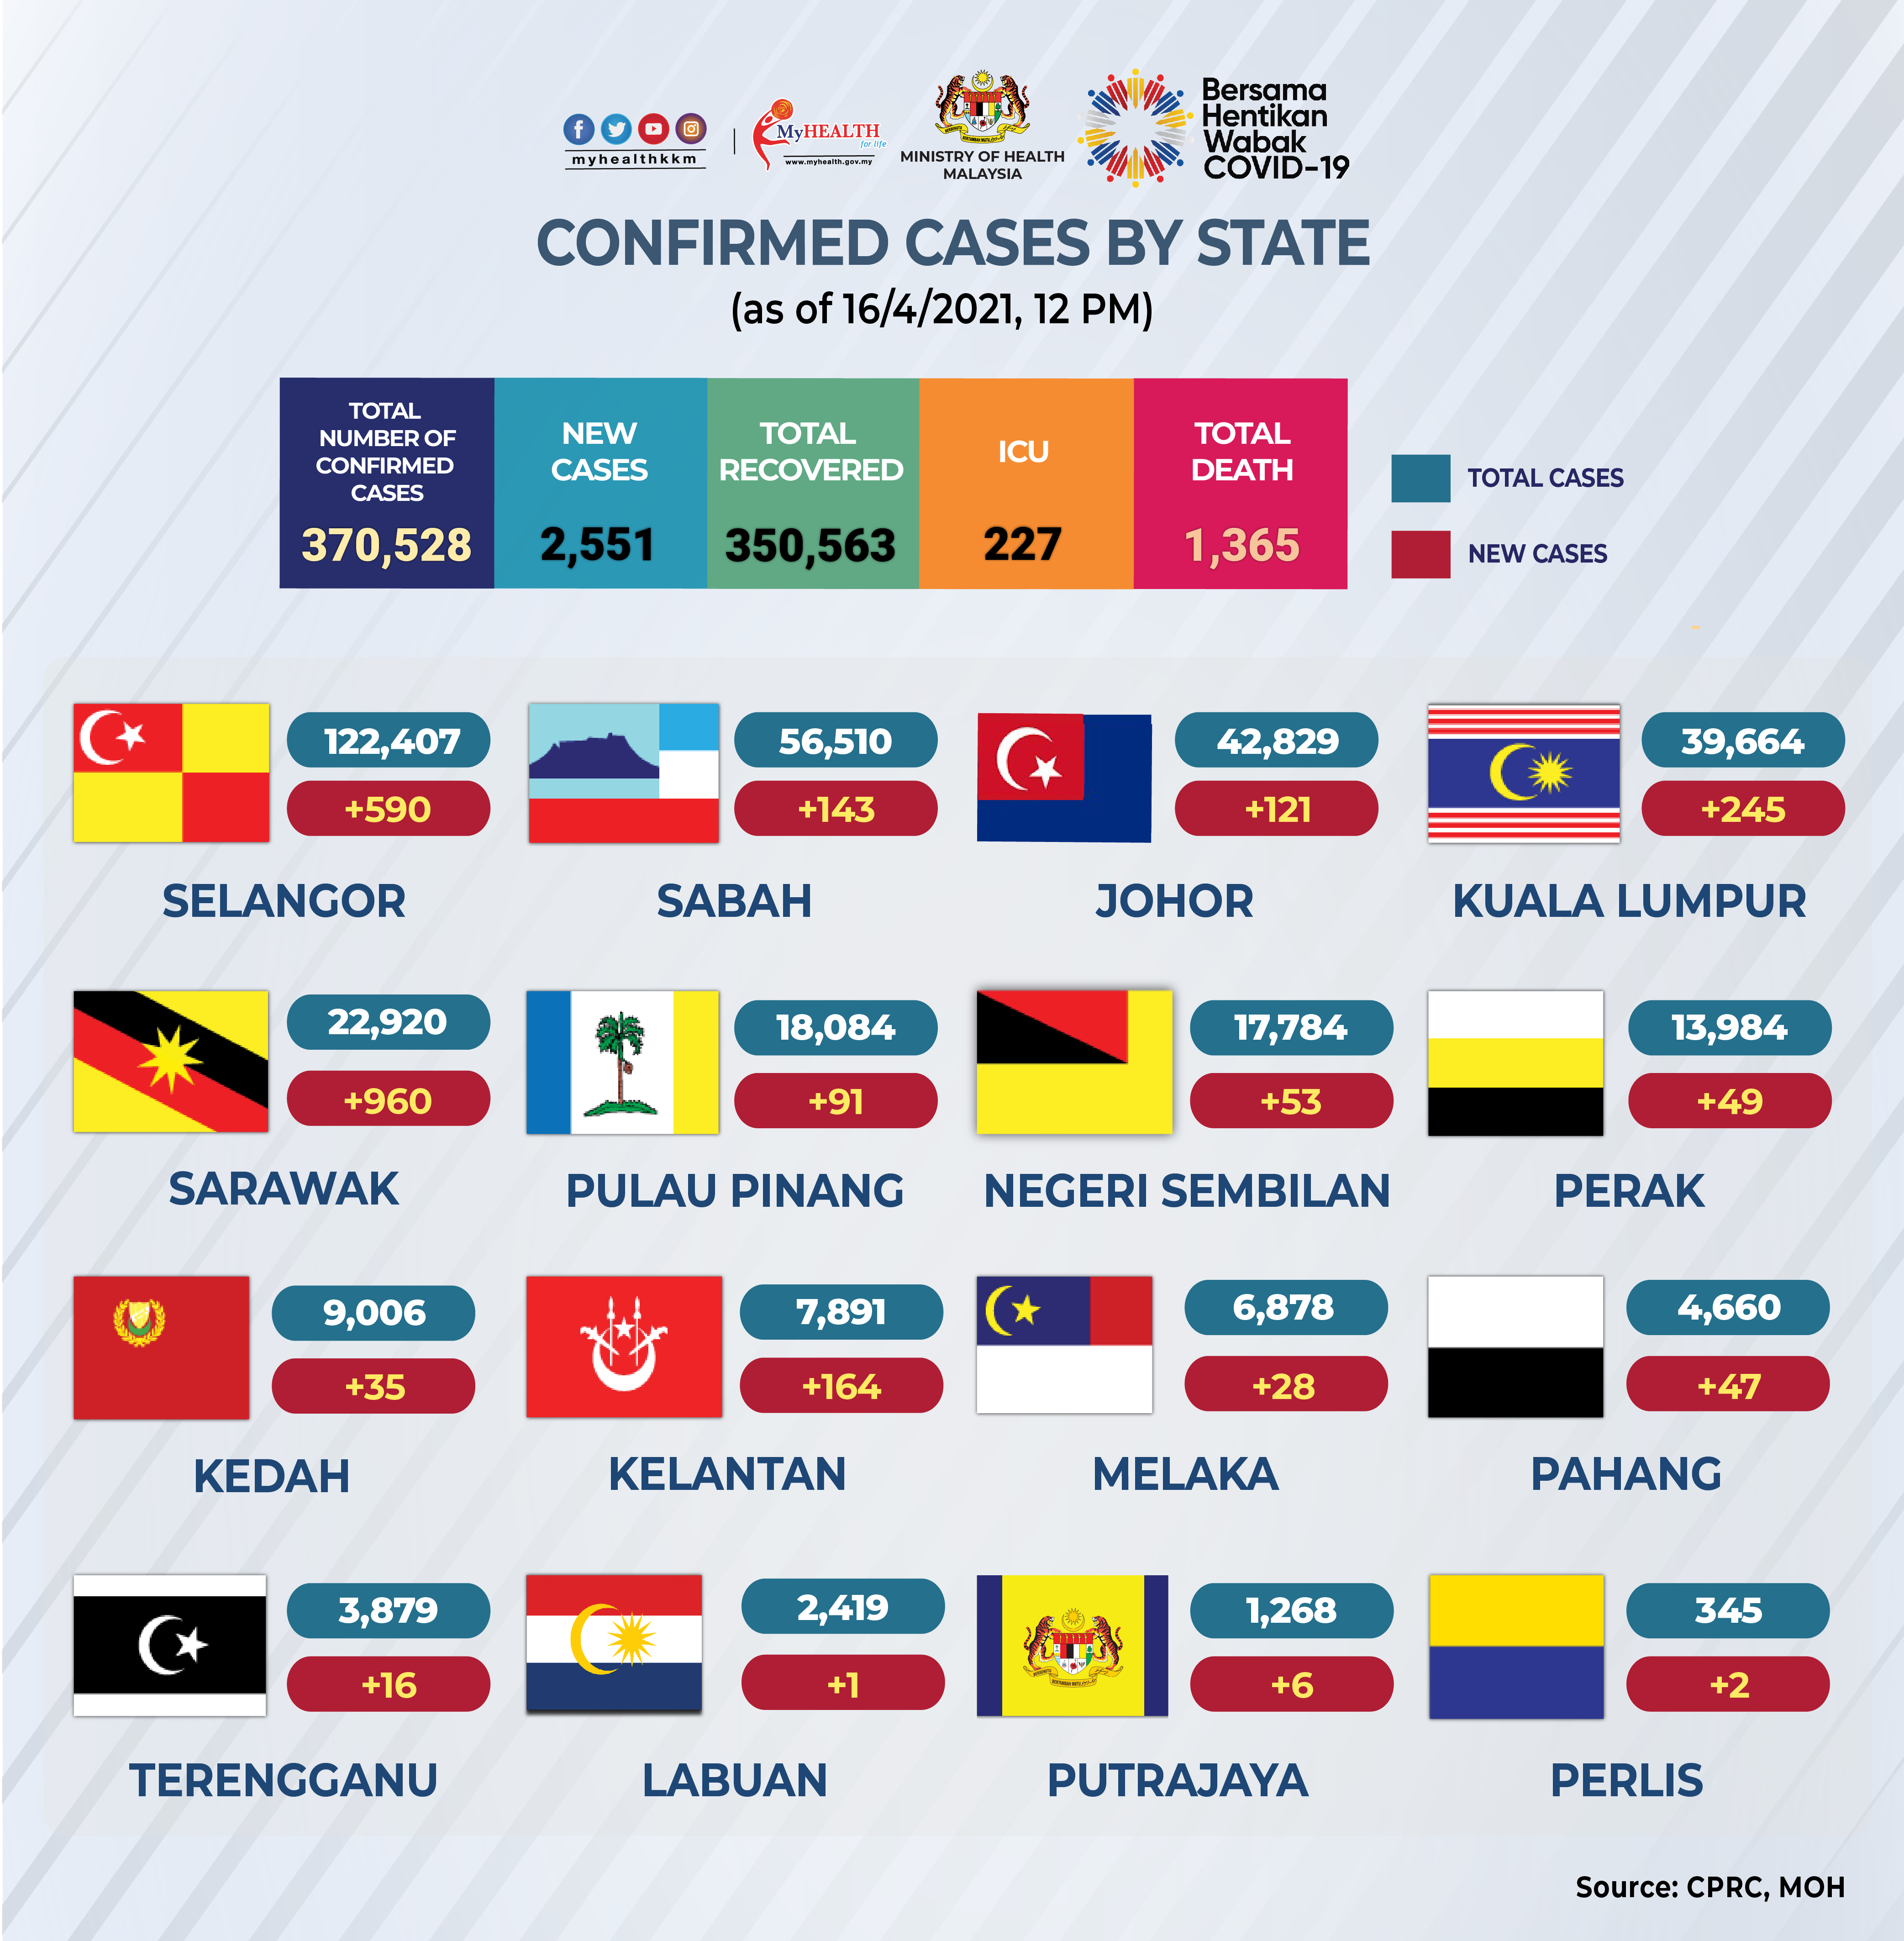 myhealthkkm
MyHEALTH
for life
www.myhealth.gov.my
MINISTRY OF HEALTH
MALAYSIA
Bersama
Hentikan
Wabak
COVID-19
CONFIRMED CASES BY STATE
(as of 16/4/2021, 12 PM)
TOTAL
NUMBER OF
CONFIRMED
CASES
370,528
NEW
CASES
2,551
TOTAL
RECOVERED
350,563
ICU
227
TOTAL
DEATH
1,365
TOTAL CASES
NEW CASES
122,407
+590
SELANGOR
56,510
+143
SABAH
42,829
+121
JOHOR
39,664
+245
KUALA LUMPUR
22,920
+960
SARAWAK
18,084
+91
PULAU PINANG
17,784
+53
NEGERI SEMBILAN
13,984
+49
PERAK
9,006
+35
KEDAH
7,891
+164
KELANTAN
6,878
+28
MELAKA
4,660
+47
PAHANG
3,879
+16
TERENGGANU
2,419
+1
LABUAN
1,268
+6
PUTRAJAYA
345
+2
PERLIS
Source: CPRC, MOH